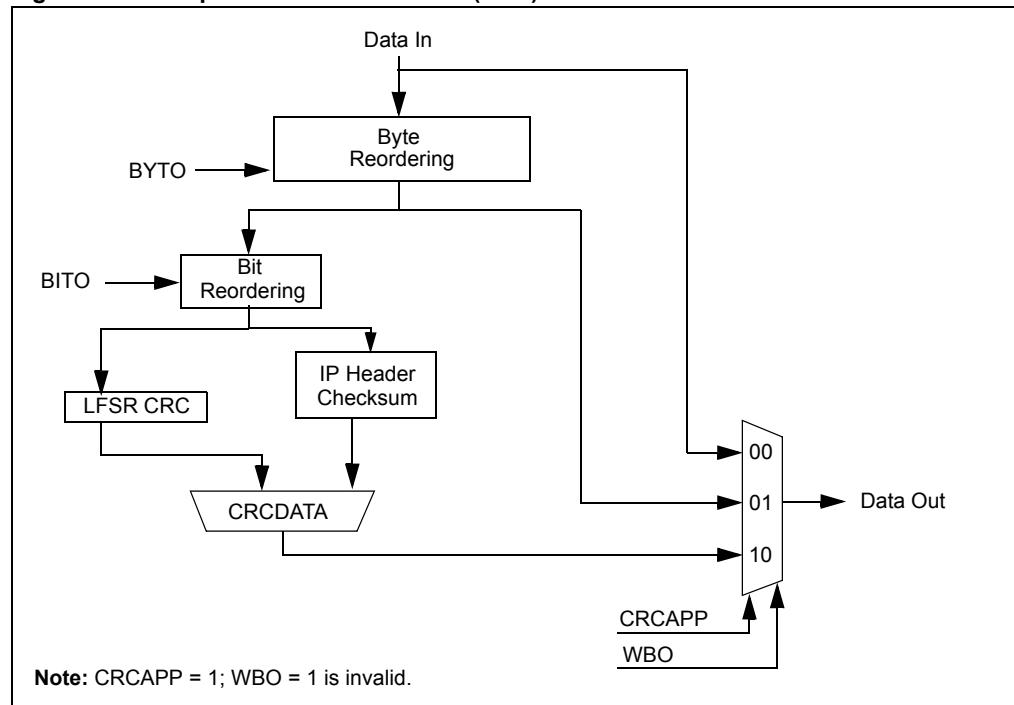 Data In
Byte
Reordering
BYTO
Bit
Reordering
BITO
IP Header
Checksum
LFSR CRC
CRCDATA
00
01
10
Data Out
CRCAPP
WBO
Note: CRCAPP = 1; WBO = 1 is invalid.